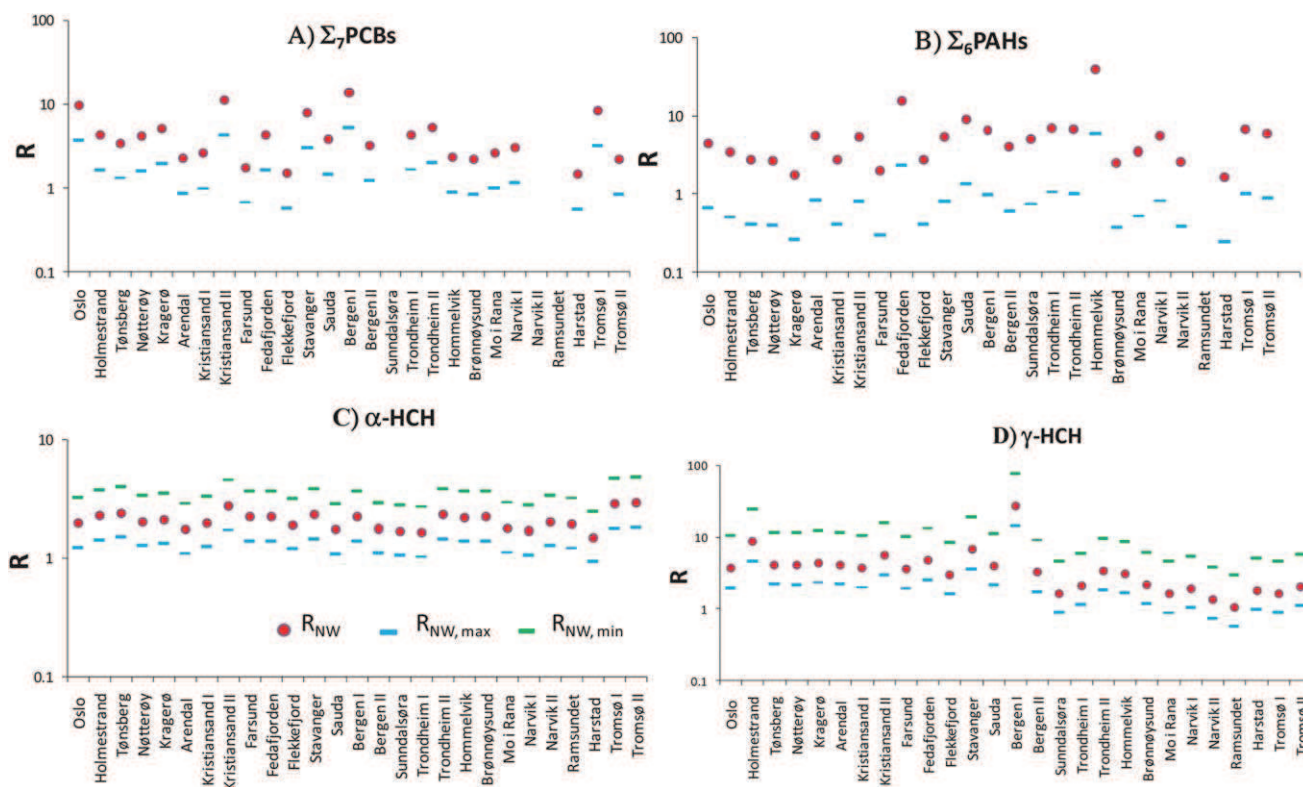 A) Σ₇PCBs
100
10
1
0.1
R
Oslo
Holmestrand
Tønsberg
Nøtterøy
Kragerø
Arendal
Kristiansand I
Kristiansand II
Farsund
Fedafjorden
Flekkefjord
Stavanger
Sauda
Bergen I
Bergen II
Sunndalsøra
Trondheim I
Trondheim II
Hommelvik
Brønnøysund
Mo i Rana
Narvik I
Narvik II
Ramsundet
Harstad
Tromsø I
Tromsø II
B) Σ₆PAHs
100
10
1
0.1
R
Oslo
Holmestrand
Tønsberg
Nøtterøy
Kragerø
Arendal
Kristiansand I
Kristiansand II
Farsund
Fedafjorden
Flekkefjord
Stavanger
Sauda
Bergen I
Bergen II
Sunndalsøra
Trondheim I
Trondheim II
Hommelvik
Brønnøysund
Mo i Rana
Narvik I
Narvik II
Ramsundet
Harstad
Tromsø I
Tromsø II
C) α-HCH
10
1
0.1
R
R_NW
R_NW, max
R_NW, min
Oslo
Holmestrand
Tønsberg
Nøtterøy
Kragerø
Arendal
Kristiansand I
Kristiansand II
Farsund
Fedafjorden
Flekkefjord
Stavanger
Sauda
Bergen I
Bergen II
Sunndalsøra
Trondheim I
Trondheim II
Hommelvik
Brønnøysund
Mo i Rana
Narvik I
Narvik II
Ramsundet
Harstad
Tromsø I
Tromsø II
D) γ-HCH
100
10
1
0.1
R
Oslo
Holmestrand
Tønsberg
Nøtterøy
Kragerø
Arendal
Kristiansand I
Kristiansand II
Farsund
Fedafjorden
Flekkefjord
Stavanger
Sauda
Bergen I
Bergen II
Sunndalsøra
Trondheim I
Trondheim II
Hommelvik
Brønnøysund
Mo i Rana
Narvik I
Narvik II
Ramsundet
Harstad
Tromsø I
Tromsø II